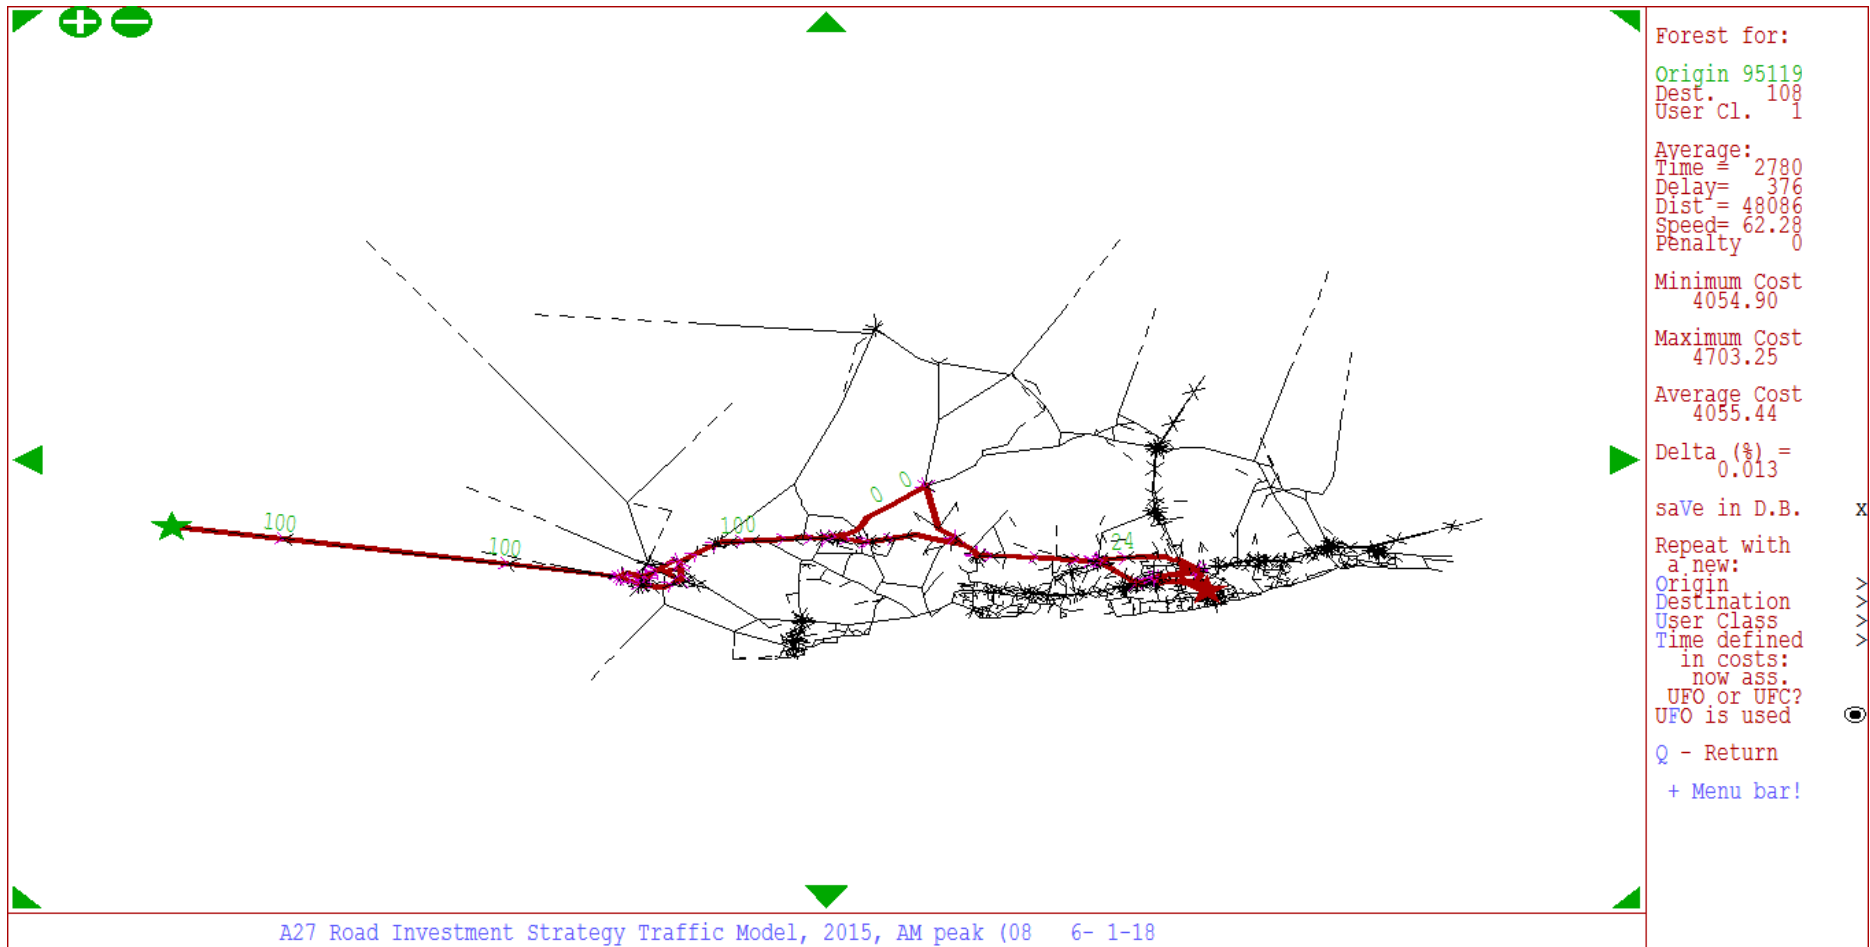 Forest for:
Origin 95119
Dest. 108
User Cl. 1
Average:
Time = 2780
Delay= 376
Dist = 48086
Speed= 62.28
Penalty 0
Minimum Cost
4054.90
Maximum Cost
4703.25
Average Cost
4055.44
Delta (%) =
0.013
saVe in D.B. x
Repeat with
a new:
Origin >
Destination >
User Class >
Time defined >
in costs:
now ass.
UFO or UFC?
UFO is used
Q - Return
+ Menu bar!
0 0
100
100
100
24
A27 Road Investment Strategy Traffic Model, 2015, AM peak (08 6- 1-18